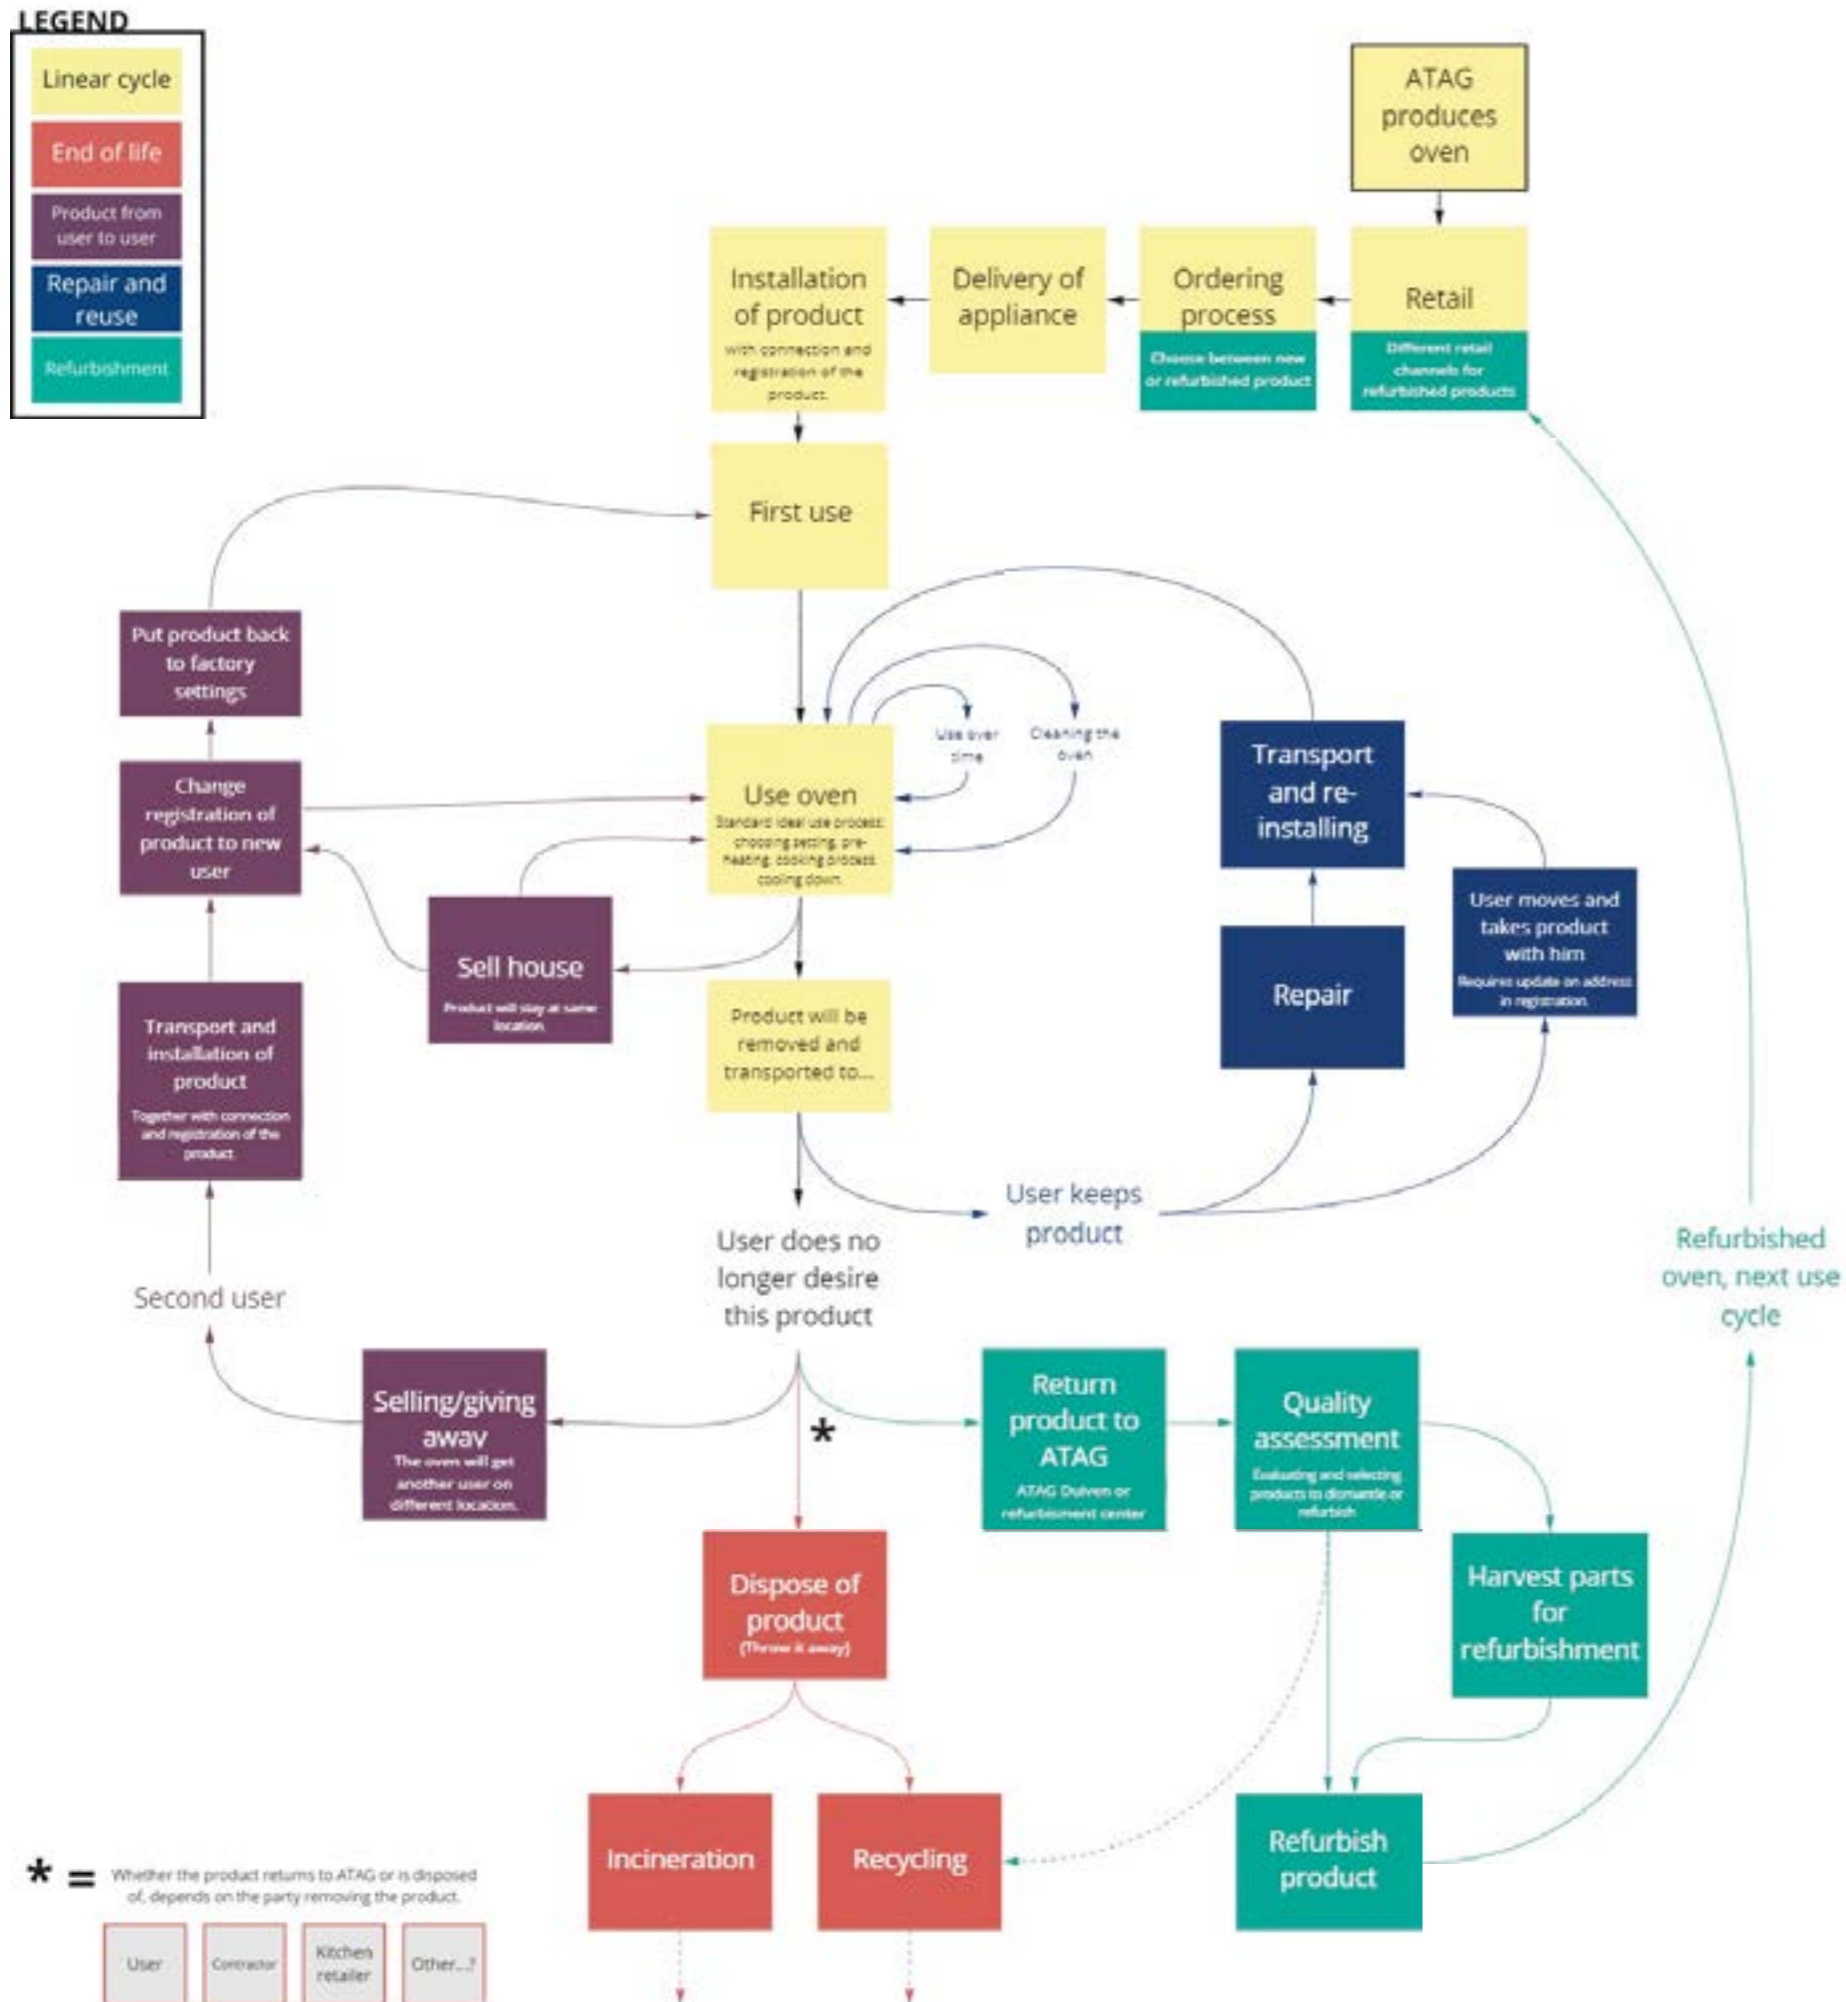 LEGEND
Linear cycle
End of life
Product from
user to user
Repair and
reuse
Refurbishment
ATAG
produces
oven
Installation
of product
with connection and
registration of the
product.
Delivery of
appliance
Ordering
process
Choose between new
or refurbished product
Retail
Different retail
channels for
refurbished products
First use
Put product back
to factory
settings
Change
registration of
product to new
user
Use oven
Standard ideal use process:
choosing setting, pre-
heating, cooking process,
cooling down.
Use over
time
Cleaning the
oven
Transport
and re-
installing
User moves and
takes product
with him
Requires update on address
in registration.
Sell house
Product will stay at same
location.
Repair
Transport and
installation of
product
Together with connection
and registration of the
product.
Product will be
removed and
transported to...
User keeps
product
User does no
longer desire
this product
Second user
Refurbished
oven, next use
cycle
Selling/giving
away
The oven will get
another user on
different location.
*
Return
product to
ATAG
ATAG Duiven or
refurbisment center
Quality
assessment
Evaluating and selecting
products to dismantle or
refurbish
Dispose of
product
(Throw it away)
Harvest parts
for
refurbishment
Incineration
Recycling
Refurbish
product
* = Whether the product returns to ATAG or is disposed
of, depends on the party removing the product.
User
Contractor
Kitchen
retailer
Other...?